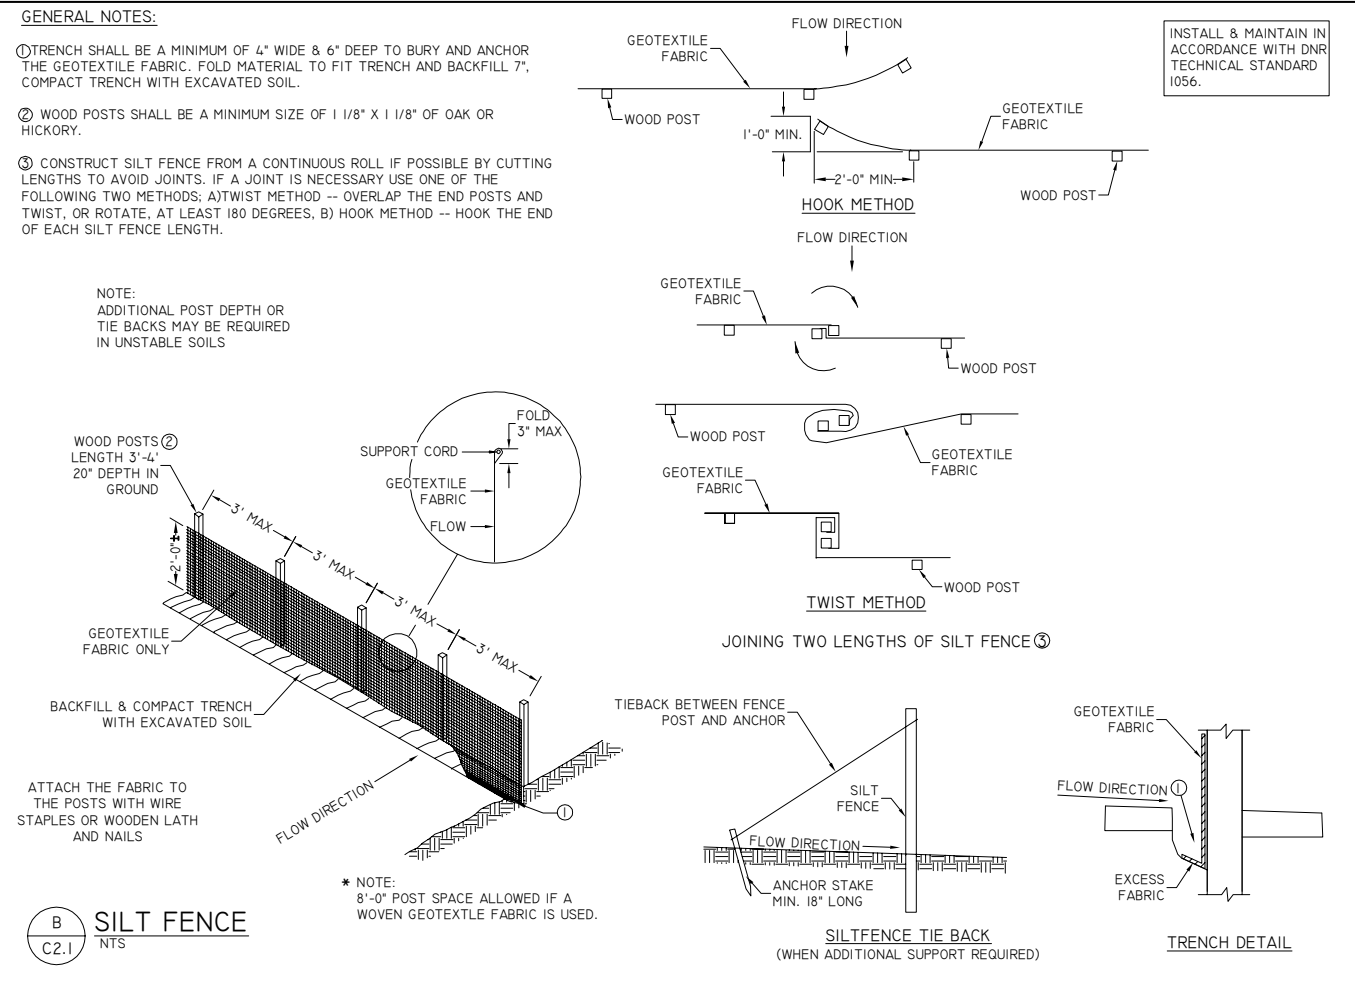 GENERAL NOTES:
①TRENCH SHALL BE A MINIMUM OF 4" WIDE & 6" DEEP TO BURY AND ANCHOR
THE GEOTEXTILE FABRIC. FOLD MATERIAL TO FIT TRENCH AND BACKFILL 7",
COMPACT TRENCH WITH EXCAVATED SOIL.
② WOOD POSTS SHALL BE A MINIMUM SIZE OF 1 1/8" X 1 1/8" OF OAK OR
HICKORY.
③ CONSTRUCT SILT FENCE FROM A CONTINUOUS ROLL IF POSSIBLE BY CUTTING
LENGTHS TO AVOID JOINTS. IF A JOINT IS NECESSARY USE ONE OF THE
FOLLOWING TWO METHODS; A)TWIST METHOD -- OVERLAP THE END POSTS AND
TWIST, OR ROTATE, AT LEAST 180 DEGREES, B) HOOK METHOD -- HOOK THE END
OF EACH SILT FENCE LENGTH.
NOTE:
ADDITIONAL POST DEPTH OR
TIE BACKS MAY BE REQUIRED
IN UNSTABLE SOILS
FLOW DIRECTION
GEOTEXTILE
FABRIC
WOOD POST
1'-0" MIN.
2'-0" MIN.
GEOTEXTILE
FABRIC
WOOD POST
HOOK METHOD
INSTALL & MAINTAIN IN
ACCORDANCE WITH DNR
TECHNICAL STANDARD
1056.
FLOW DIRECTION
GEOTEXTILE
FABRIC
WOOD POST
WOOD POST
GEOTEXTILE
FABRIC
GEOTEXTILE
FABRIC
WOOD POST
TWIST METHOD
JOINING TWO LENGTHS OF SILT FENCE③
FOLD
3" MAX
SUPPORT CORD
GEOTEXTILE
FABRIC
FLOW
WOOD POSTS②
LENGTH 3'-4'
20" DEPTH IN
GROUND
3' MAX
3' MAX
3' MAX
3' MAX
2'-0"±
GEOTEXTILE
FABRIC ONLY
BACKFILL & COMPACT TRENCH
WITH EXCAVATED SOIL
ATTACH THE FABRIC TO
THE POSTS WITH WIRE
STAPLES OR WOODEN LATH
AND NAILS
FLOW DIRECTION
①
* NOTE:
8'-0" POST SPACE ALLOWED IF A
WOVEN GEOTEXTLE FABRIC IS USED.
B
C2.1
SILT FENCE
NTS
TIEBACK BETWEEN FENCE
POST AND ANCHOR
SILT
FENCE
FLOW DIRECTION
ANCHOR STAKE
MIN. 18" LONG
SILTFENCE TIE BACK
(WHEN ADDITIONAL SUPPORT REQUIRED)
GEOTEXTILE
FABRIC
FLOW DIRECTION
①
EXCESS
FABRIC
TRENCH DETAIL